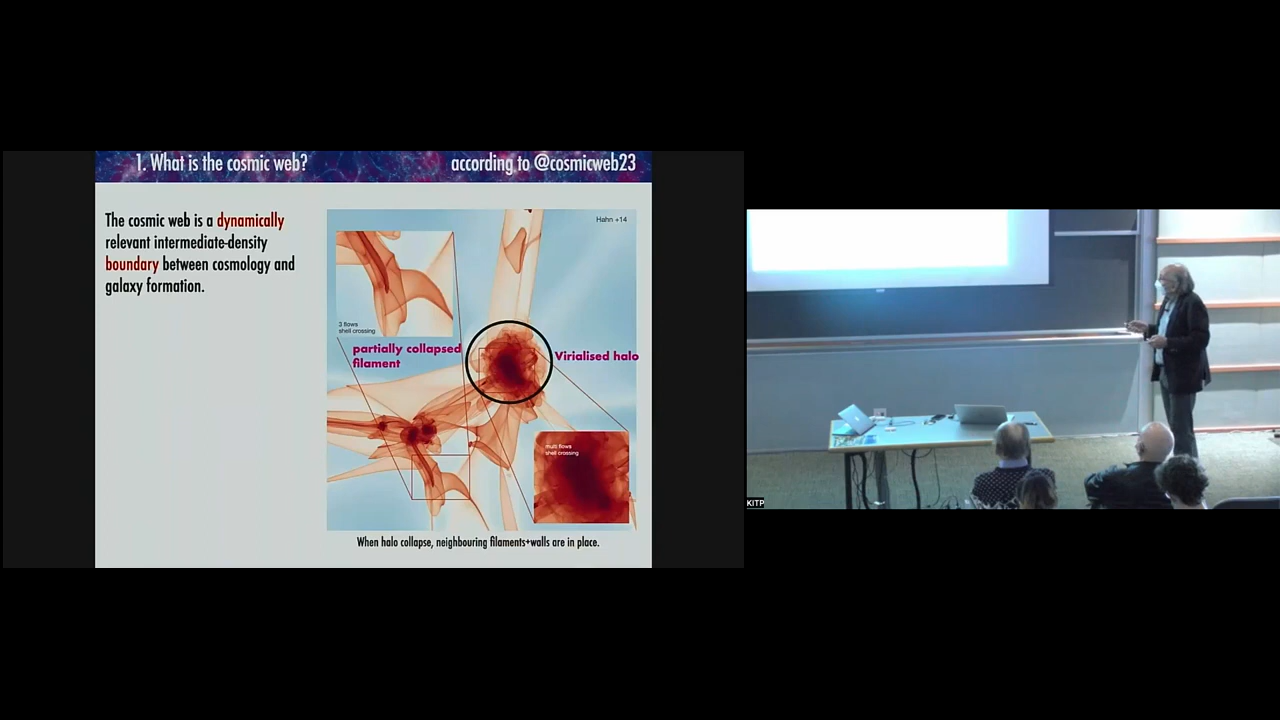 1. What is the cosmic web?
according to @cosmicweb23
The cosmic web is a dynamically
relevant intermediate-density
boundary between cosmology and
galaxy formation.
Hahn +14
3 flows
shell crossing
partially collapsed
filament
Virialised halo
multi flows
shell crossing
When halo collapse, neighbouring filaments+walls are in place.
KITP